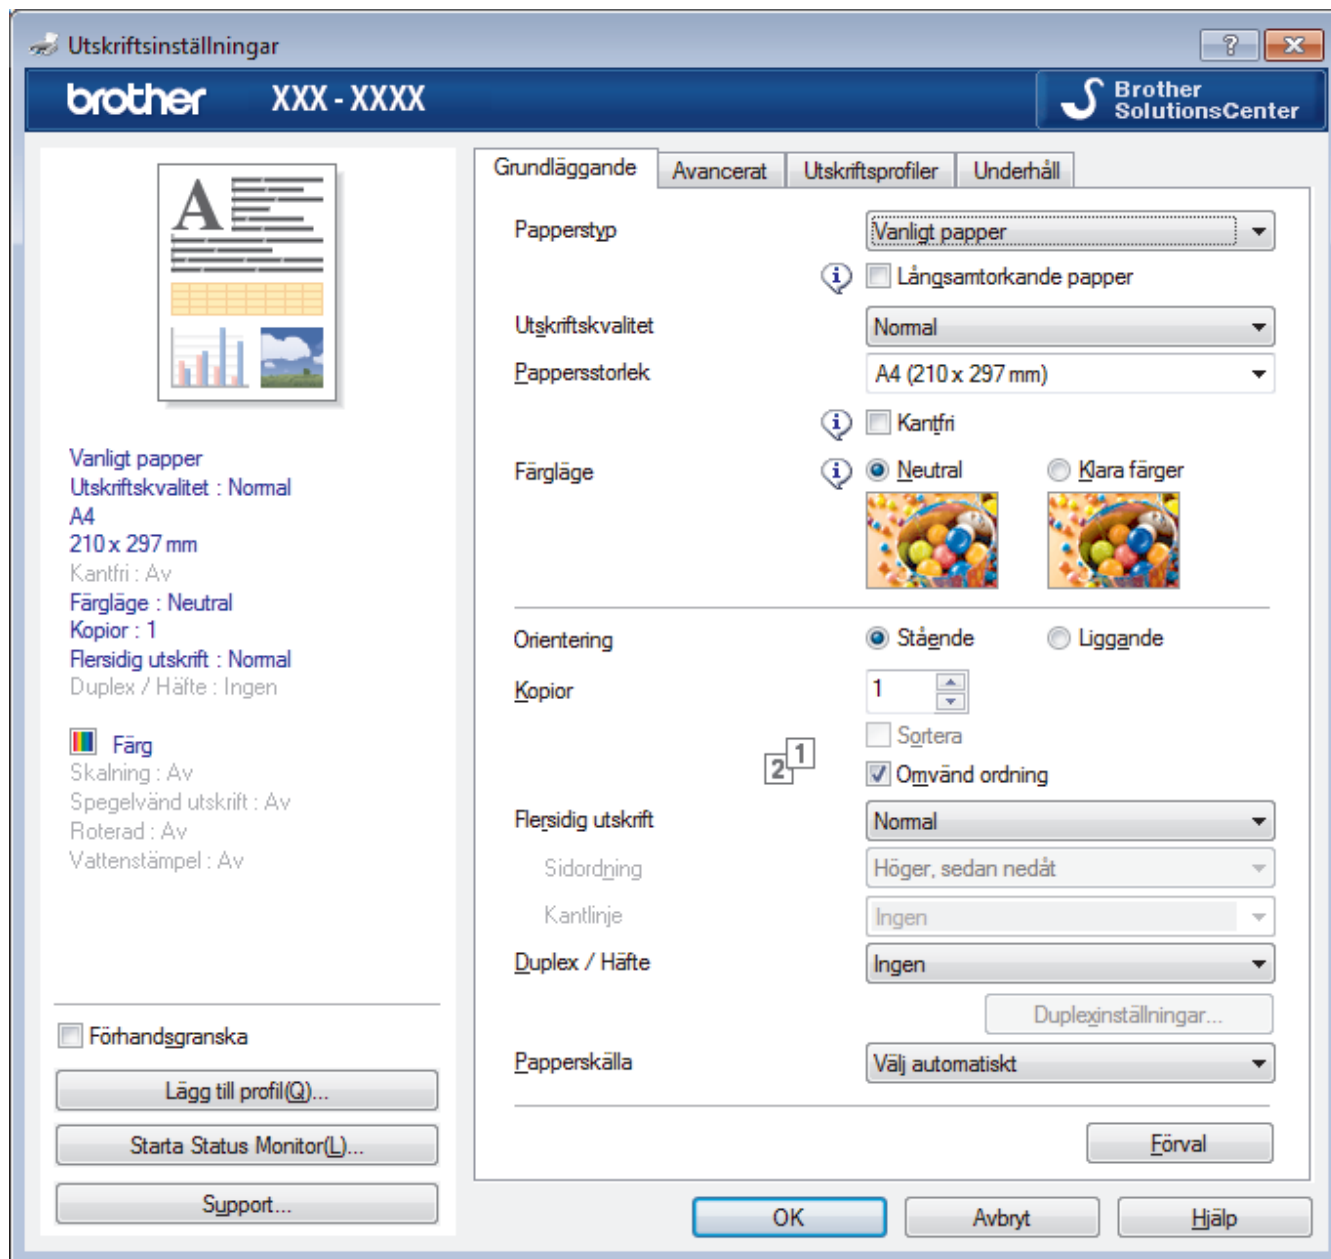 Utskriftsinställningar
brother XXX - XXXX
Brother
SolutionsCenter
A
Vanligt papper
Utskriftskvalitet : Normal
A4
210 x 297 mm
Kantfri : Av
Färgläge : Neutral
Kopior : 1
Flersidig utskrift : Normal
Duplex / Häfte : Ingen
Färg
Skalning : Av
Spegelvänd utskrift : Av
Roterad : Av
Vattenstämpel : Av
Förhandsgranska
Lägg till profil(Q)...
Starta Status Monitor(L)...
Support...
Grundläggande Avancerat Utskriftsprofiler Underhåll
Papperstyp Vanligt papper
Långsamtorkande papper
Utskriftskvalitet Normal
Pappersstorlek A4 (210 x 297 mm)
Kantfri
Färgläge Neutral Klara färger
Orientering Stående Liggande
Kopior 1
Sortera
2 1 Omvänd ordning
Flersidig utskrift Normal
Sidordning Höger, sedan nedåt
Kantlinje Ingen
Duplex / Häfte Ingen
Duplexinställningar...
Papperskälla Välj automatiskt
Förval
OK Avbryt Hjälp